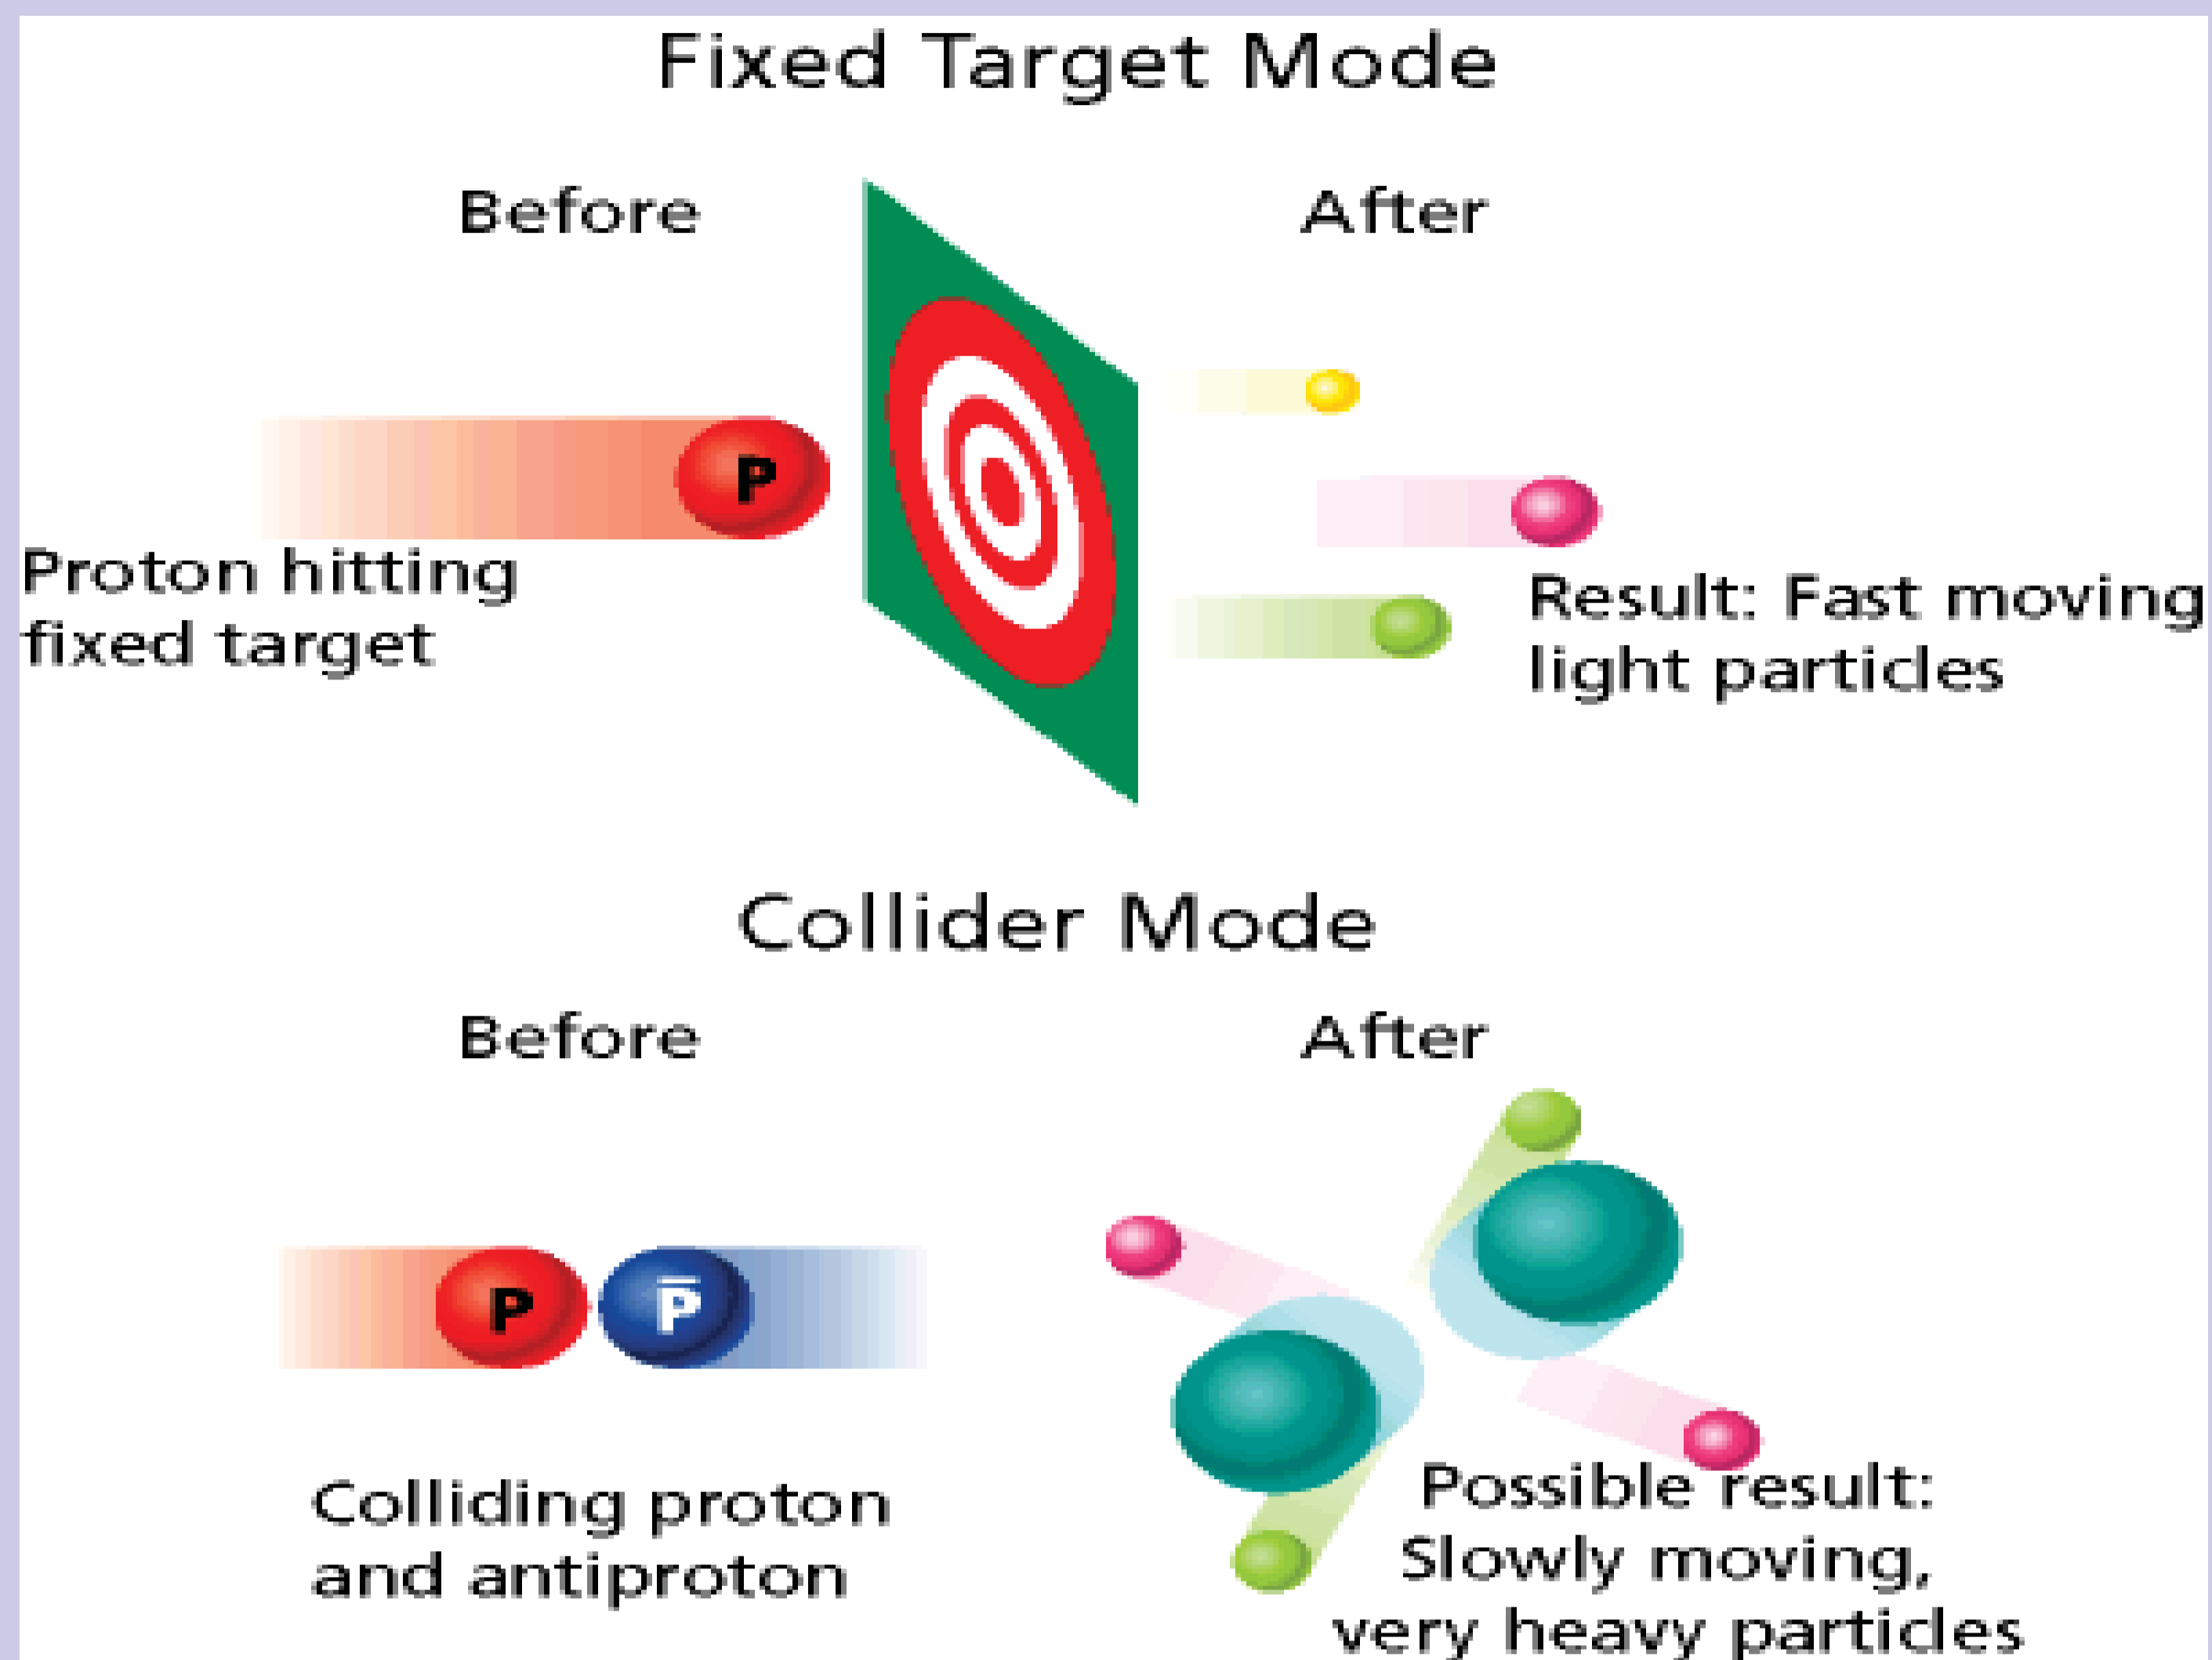 Fixed Target Mode
Before
After
P
Proton hitting
fixed target
Result: Fast moving
light particles
Collider Mode
Before
After
P
P̅
Colliding proton
and antiproton
Possible result:
Slowly moving,
very heavy particles